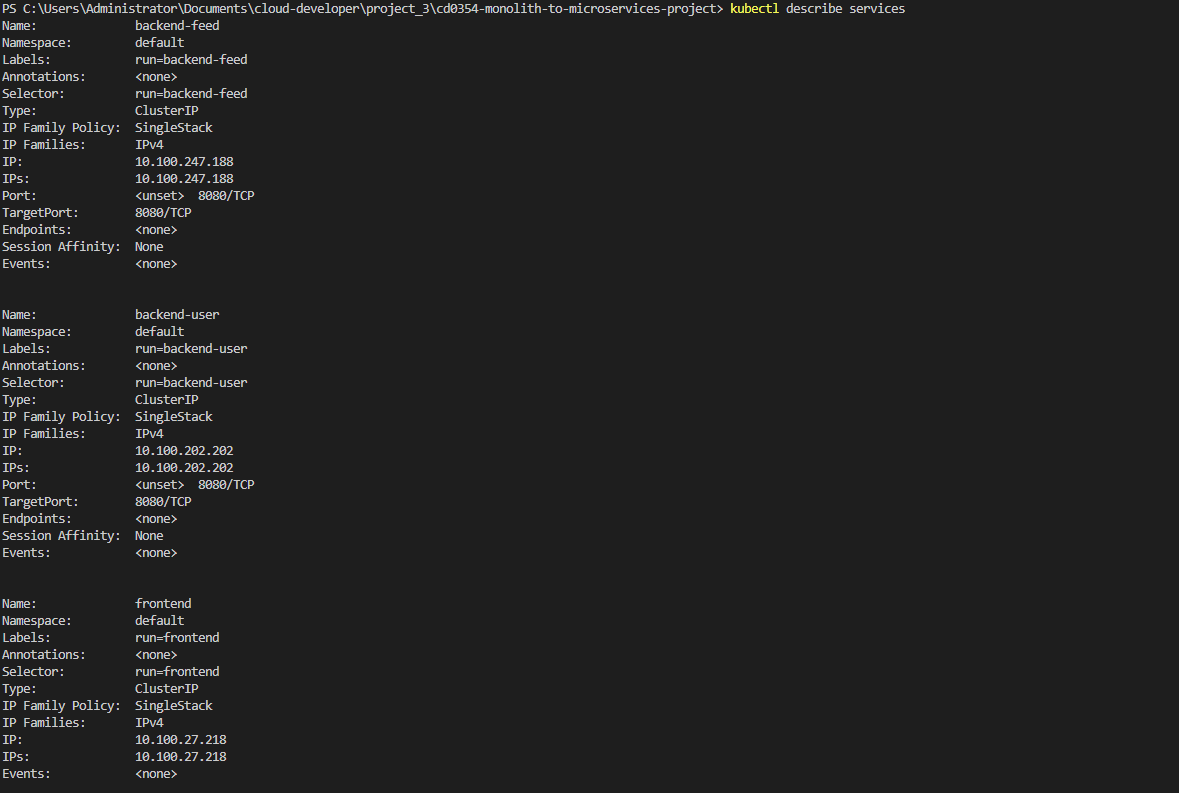 PS C:\Users\Administrator\Documents\cloud-developer\project_3\cd0354-monolith-to-microservices-project> kubectl describe services
Name:              backend-feed
Namespace:         default
Labels:            run=backend-feed
Annotations:       <none>
Selector:          run=backend-feed
Type:              ClusterIP
IP Family Policy:  SingleStack
IP Families:       IPv4
IP:                10.100.247.188
IPs:               10.100.247.188
Port:              <unset>  8080/TCP
TargetPort:        8080/TCP
Endpoints:         <none>
Session Affinity:  None
Events:            <none>
Name:              backend-user
Namespace:         default
Labels:            run=backend-user
Annotations:       <none>
Selector:          run=backend-user
Type:              ClusterIP
IP Family Policy:  SingleStack
IP Families:       IPv4
IP:                10.100.202.202
IPs:               10.100.202.202
Port:              <unset>  8080/TCP
TargetPort:        8080/TCP
Endpoints:         <none>
Session Affinity:  None
Events:            <none>
Name:              frontend
Namespace:         default
Labels:            run=frontend
Annotations:       <none>
Selector:          run=frontend
Type:              ClusterIP
IP Family Policy:  SingleStack
IP Families:       IPv4
IP:                10.100.27.218
IPs:               10.100.27.218
Events:            <none>